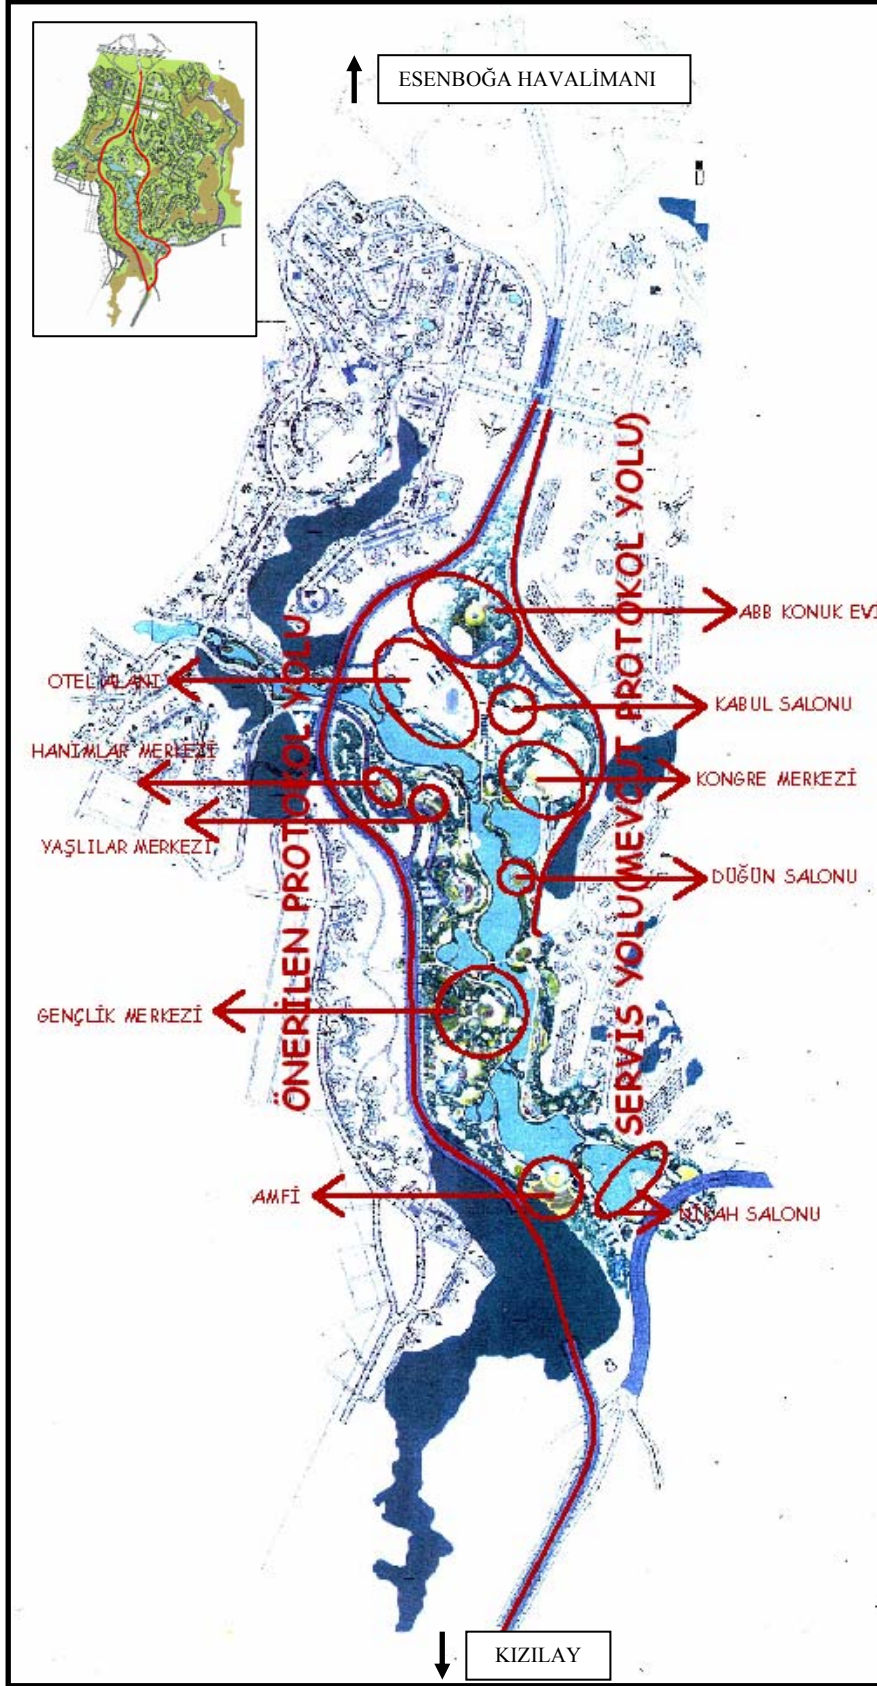 ESENBOĞA HAVALİMANI
ÖNERİLEN PROTOKOL YOLU
SERVİS YOLU(MEVCUT PROTOKOL YOLU)
ABB KONUK EVİ
OTEL ALANI
KABUL SALONU
HANIMLAR MERKEZİ
KONGRE MERKEZİ
YAŞLILAR MERKEZİ
DÜĞÜN SALONU
GENÇLİK MERKEZİ
AMFİ
NİKAH SALONU
KIZILAY